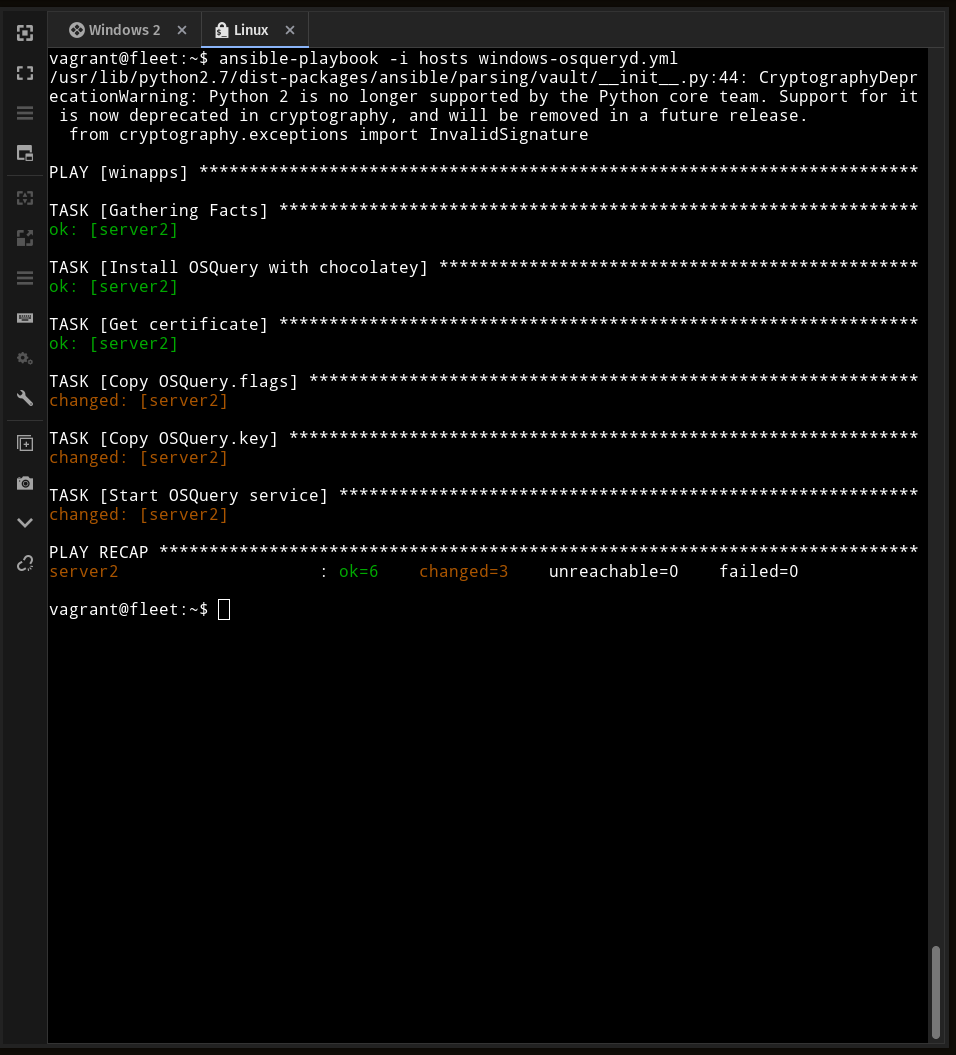 Windows 2 × Linux ×
vagrant@fleet:~$ ansible-playbook -i hosts windows-osqueryd.yml
/usr/lib/python2.7/dist-packages/ansible/parsing/vault/__init__.py:44: CryptographyDepr
ecationWarning: Python 2 is no longer supported by the Python core team. Support for it
 is now deprecated in cryptography, and will be removed in a future release.
  from cryptography.exceptions import InvalidSignature
PLAY [winapps] ************************************************************************
TASK [Gathering Facts] ****************************************************************
ok: [server2]
TASK [Install OSQuery with chocolatey] ************************************************
ok: [server2]
TASK [Get certificate] ****************************************************************
ok: [server2]
TASK [Copy OSQuery.flags] *************************************************************
changed: [server2]
TASK [Copy OSQuery.key] ***************************************************************
changed: [server2]
TASK [Start OSQuery service] **********************************************************
changed: [server2]
PLAY RECAP ****************************************************************************
server2                    : ok=6    changed=3    unreachable=0    failed=0
vagrant@fleet:~$